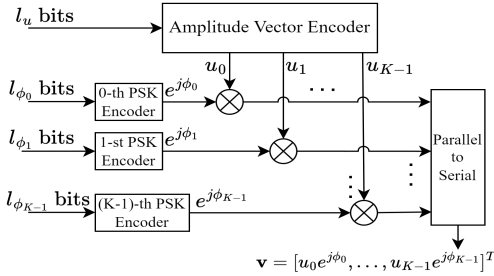 l_u bits
Amplitude Vector Encoder
u_0 u_1 u_{K-1}
l_{ϕ_0} bits 0-th PSK Encoder e^{jϕ_0} ...
l_{ϕ_1} bits 1-st PSK Encoder e^{jϕ_1}
Parallel to Serial
l_{ϕ_{K-1}} bits (K-1)-th PSK Encoder e^{jϕ_{K-1}}
v = [u_0e^{jϕ_0}, ..., u_{K-1}e^{jϕ_{K-1}}]^T